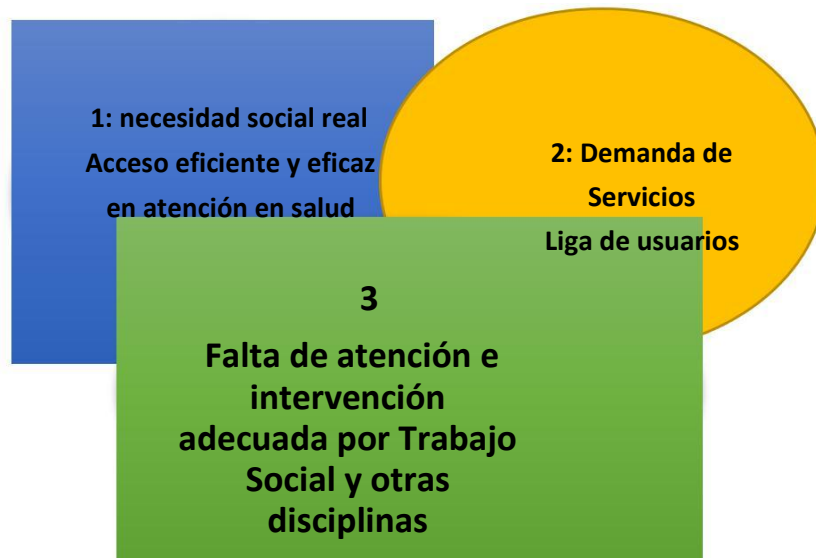 1: necesidad social real
Acceso eficiente y eficaz
en atención en salud
2: Demanda de
Servicios
Liga de usuarios
3
Falta de atención e
intervención
adecuada por Trabajo
Social y otras
disciplinas